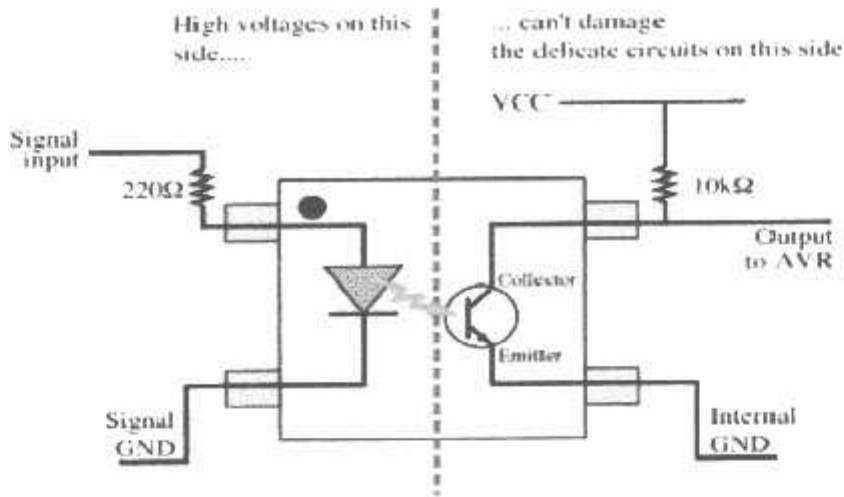 High voltages on this
side....
... can't damage
the delicate circuits on this side
VCC
Signal
input
220Ω
10kΩ
Output
to AVR
Collector
Emitter
Signal
GND
Internal
GND